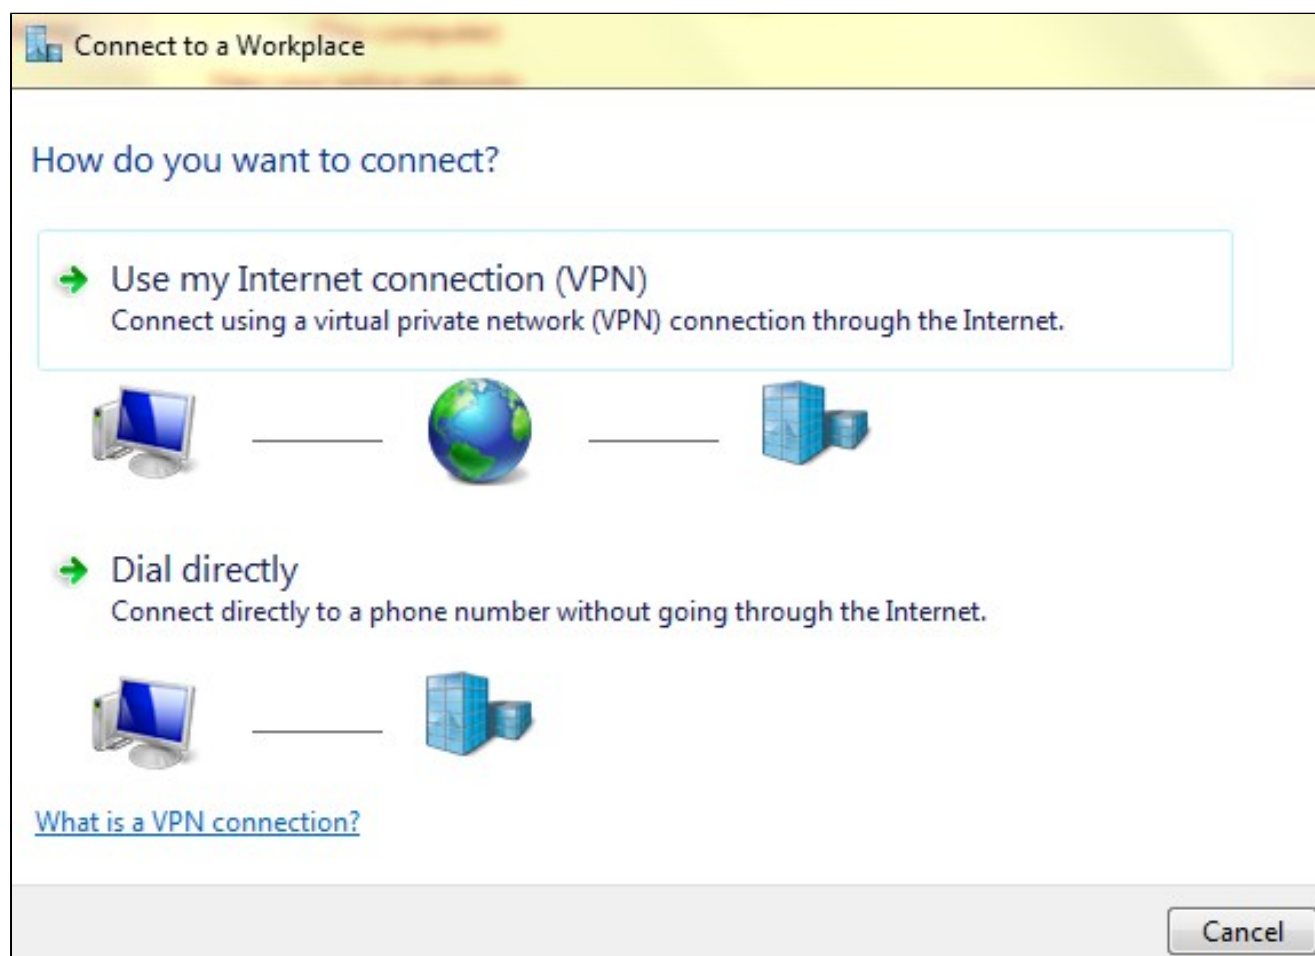 Connect to a Workplace
How do you want to connect?
Use my Internet connection (VPN)
Connect using a virtual private network (VPN) connection through the Internet.
Dial directly
Connect directly to a phone number without going through the Internet.
What is a VPN connection?
Cancel